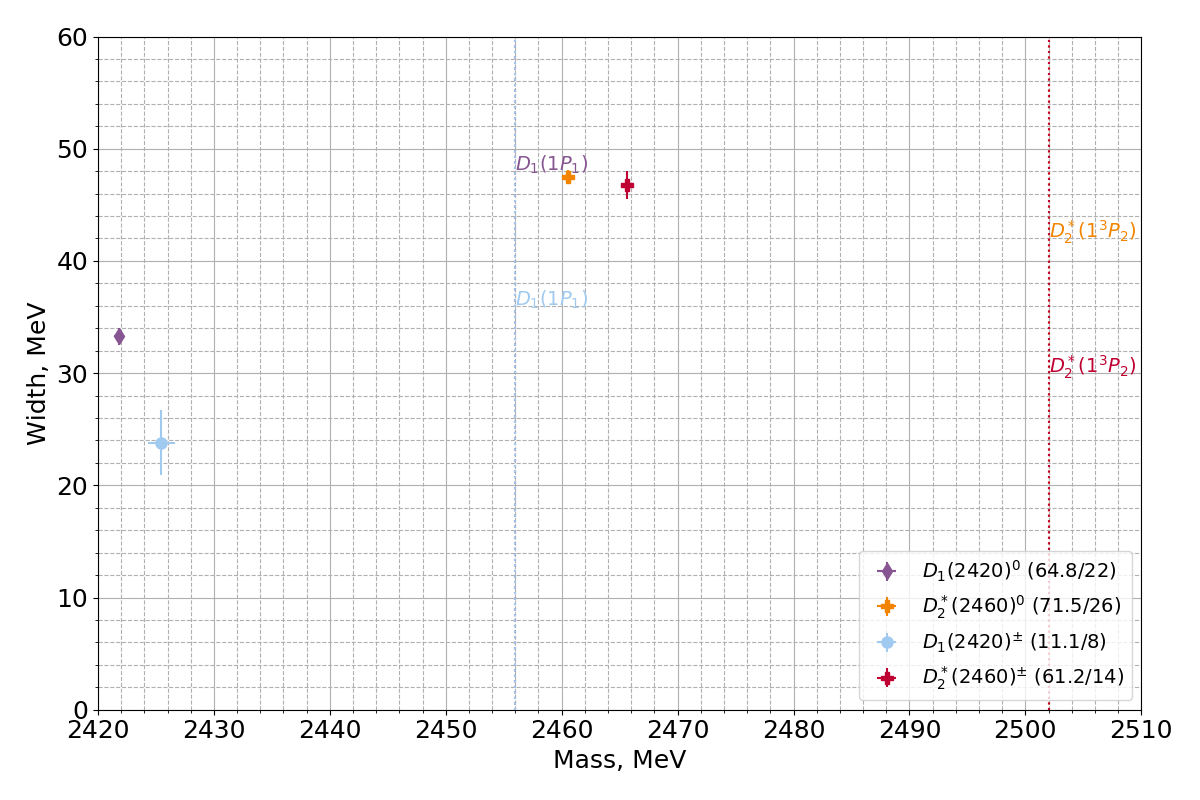 60
50
40
30
20
10
0
Width, MeV
D₁(1P₁)
D₂*(1³P₂)
D₁(1P₁)
D₂*(1³P₂)
D₁(2420)⁰ (64.8/22)
D₂*(2460)⁰ (71.5/26)
D₁(2420)± (11.1/8)
D₂*(2460)± (61.2/14)
2420 2430 2440 2450 2460 2470 2480 2490 2500 2510
Mass, MeV